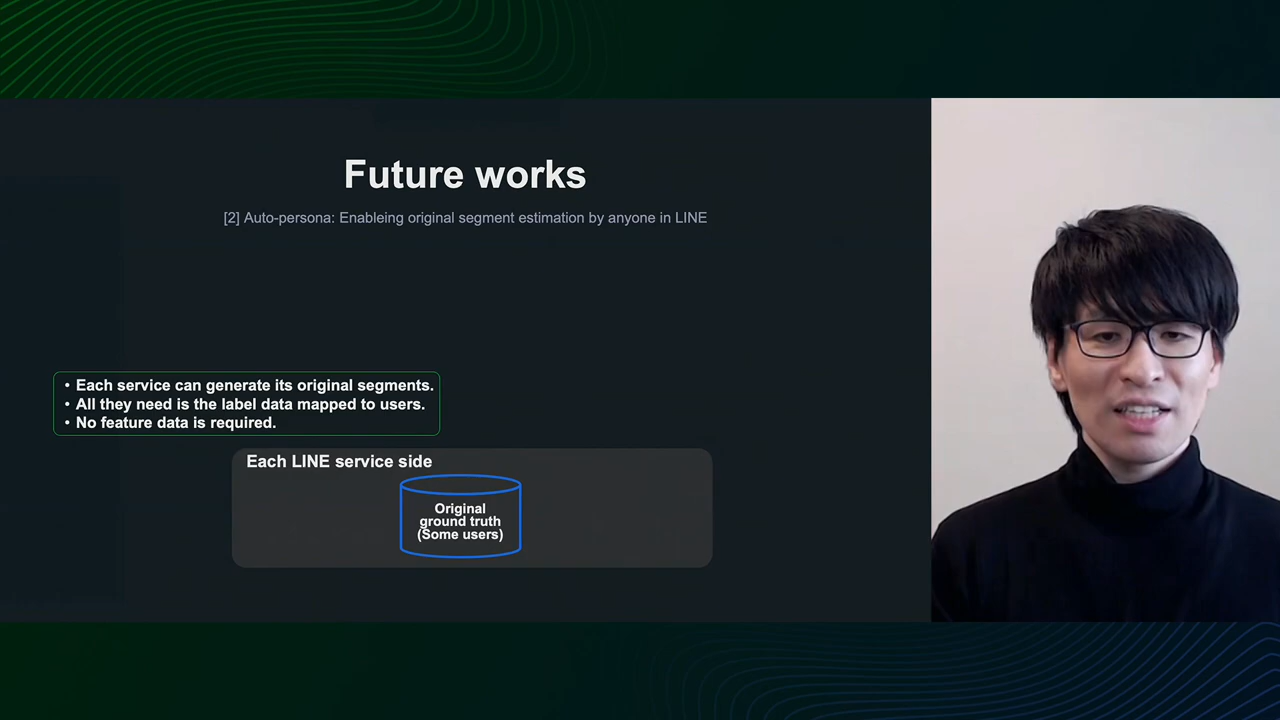 Future works
[2] Auto-persona: Enableing original segment estimation by anyone in LINE
• Each service can generate its original segments.
• All they need is the label data mapped to users.
• No feature data is required.
Each LINE service side
Original
ground truth
(Some users)